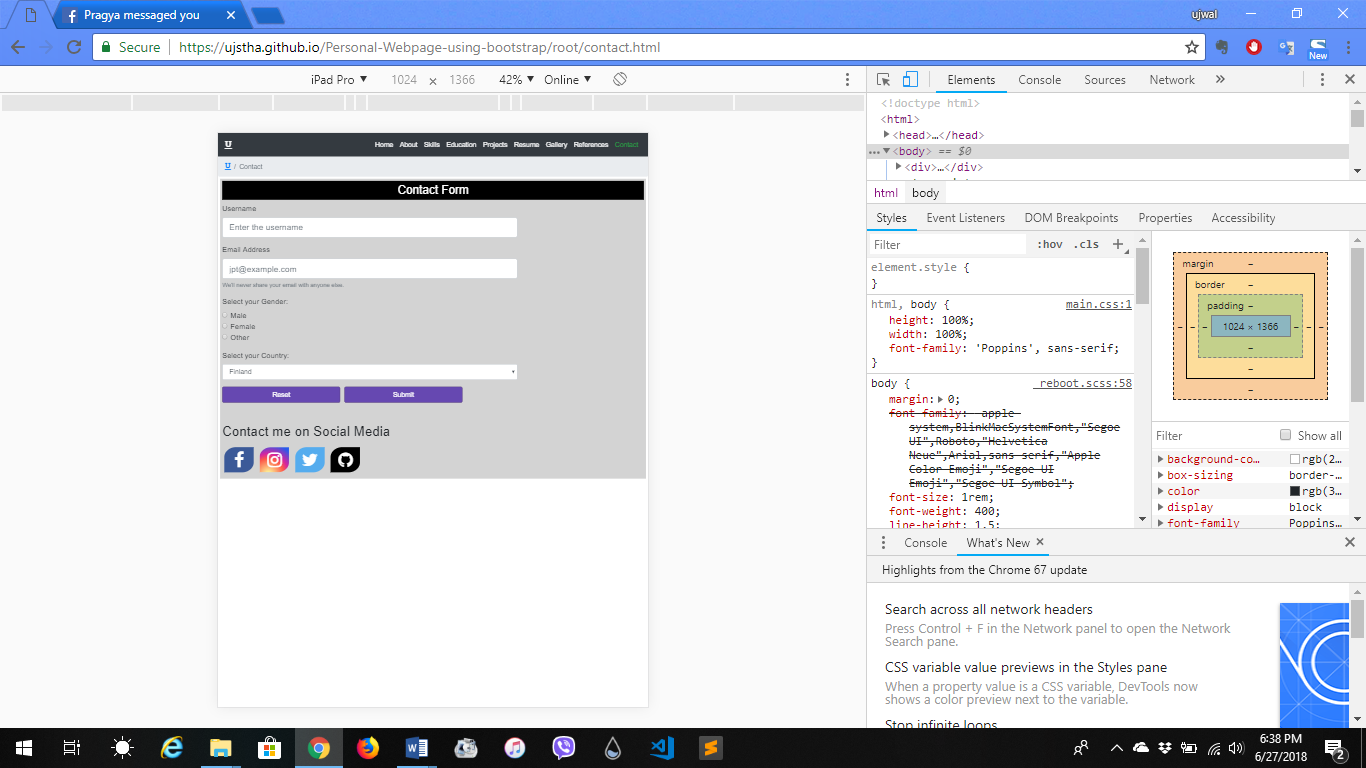 Pragya messaged you
ujwal
Secure https://ujstha.github.io/Personal-Webpage-using-bootstrap/root/contact.html
New
iPad Pro ▼ 1024 × 1366 42% ▼ Online ▼
Elements Console Sources Network »
<!doctype html>
<html>
<head>…</head>
<body> == $0
<div>…</div>
html body
Styles Event Listeners DOM Breakpoints Properties Accessibility
Filter :hov .cls +
element.style {
}
html, body { main.css:1
height: 100%;
width: 100%;
font-family: 'Poppins', sans-serif;
}
body { _reboot.scss:58
margin: 0;
font-family: -apple-
system,BlinkMacSystemFont,"Segoe
UI",Roboto,"Helvetica
Neue",Arial,sans-serif,"Apple
Color Emoji","Segoe UI
Emoji","Segoe UI Symbol";
font-size: 1rem;
font-weight: 400;
line-height: 1.5;
margin –
border –
padding –
– – – 1024 × 1366 – – –
–
–
–
Filter Show all
background-co… rgb(2…
box-sizing border-…
color rgb(3…
display block
font-family Poppins…
Console What's New ×
Highlights from the Chrome 67 update
Search across all network headers
Press Control + F in the Network panel to open the Network
Search pane.
CSS variable value previews in the Styles pane
When a property value is a CSS variable, DevTools now
shows a color preview next to the variable.
Stop infinite loops
U Home About Skills Education Projects Resume Gallery References Contact
U / Contact
Contact Form
Username
Enter the username
Email Address
jpt@example.com
We'll never share your email with anyone else.
Select your Gender:
Male
Female
Other
Select your Country:
Finland
Reset Submit
Contact me on Social Media
6:38 PM
6/27/2018
2